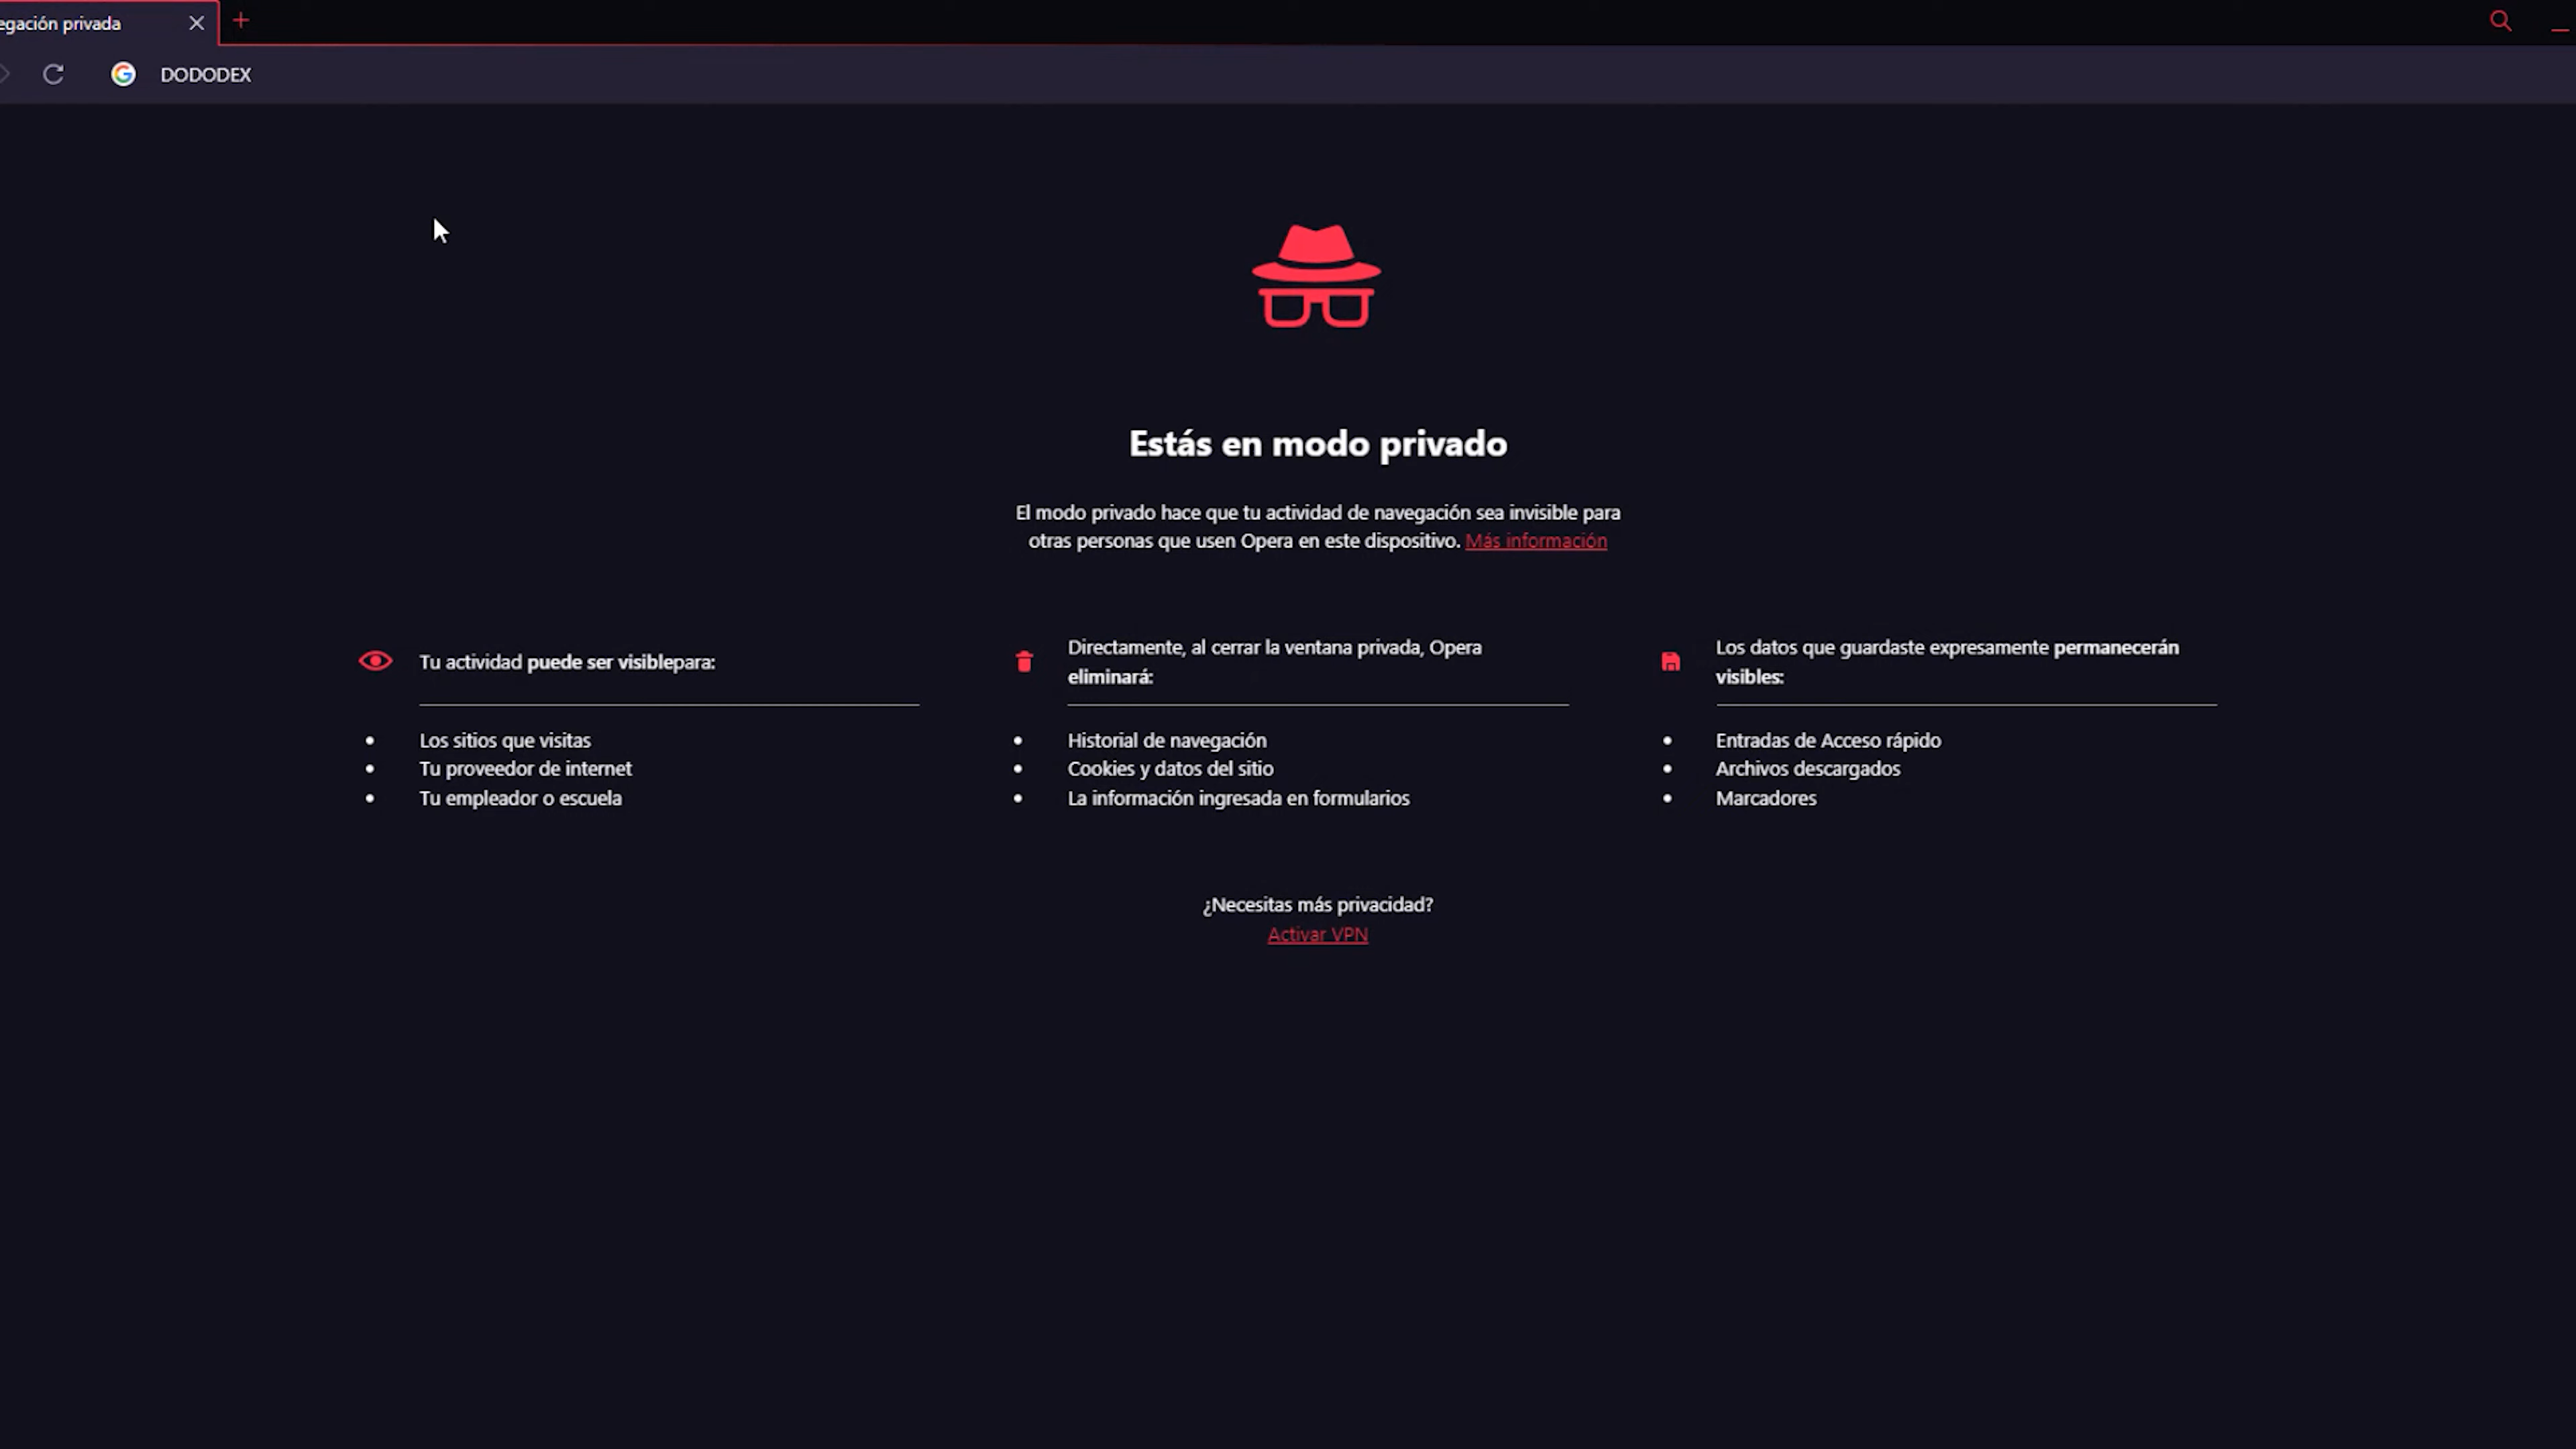 egación privada
DODODEX
Estás en modo privado
El modo privado hace que tu actividad de navegación sea invisible para
otras personas que usen Opera en este dispositivo. Más información
Tu actividad puede ser visiblepara:
Los sitios que visitas
Tu proveedor de internet
Tu empleador o escuela
Directamente, al cerrar la ventana privada, Opera
eliminará:
Historial de navegación
Cookies y datos del sitio
La información ingresada en formularios
Los datos que guardaste expresamente permanecerán
visibles:
Entradas de Acceso rápido
Archivos descargados
Marcadores
¿Necesitas más privacidad?
Activar VPN